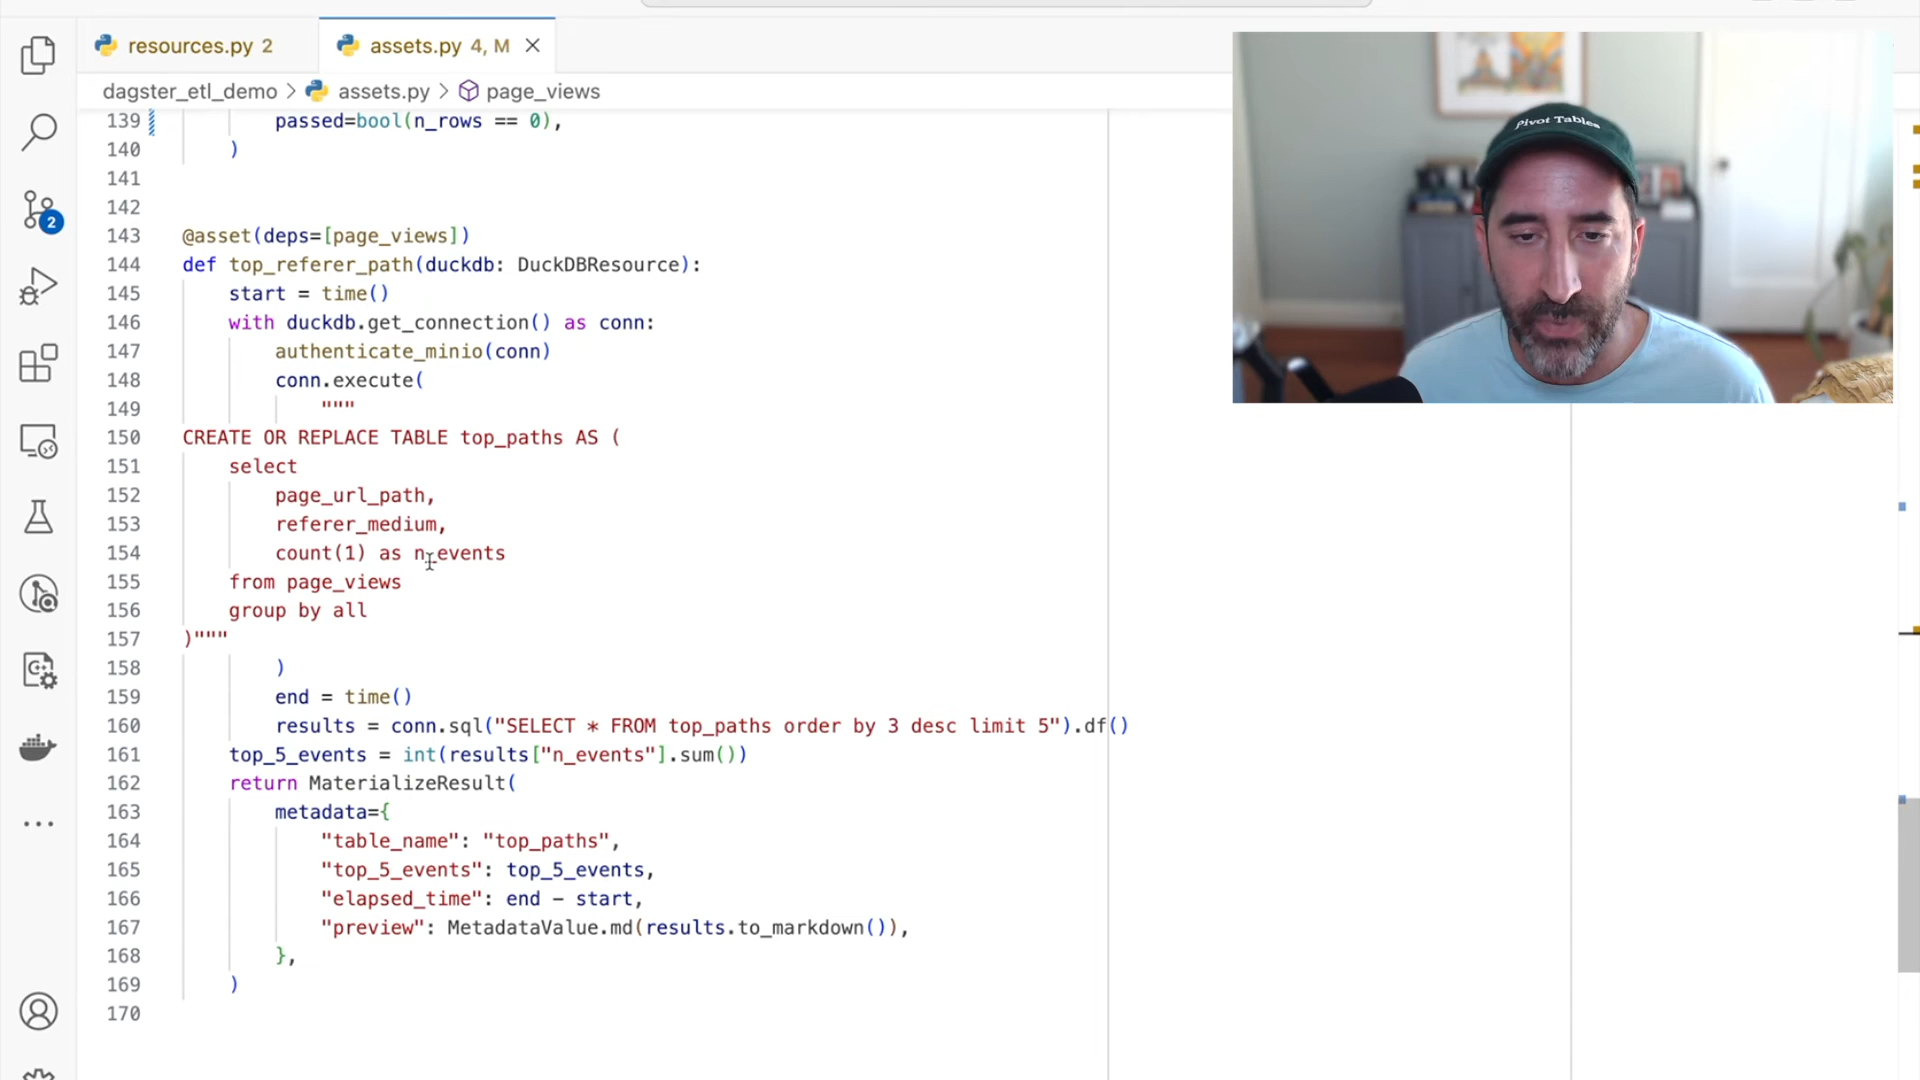 resources.py 2
assets.py 4, M
dagster_etl_demo > assets.py > page_views
Pivot Tables
2
139 passed=bool(n_rows == 0),
140 )
141
142
143 @asset(deps=[page_views])
144 def top_referer_path(duckdb: DuckDBResource):
145 start = time()
146 with duckdb.get_connection() as conn:
147 authenticate_minio(conn)
148 conn.execute(
149 """
150 CREATE OR REPLACE TABLE top_paths AS (
151 select
152 page_url_path,
153 referer_medium,
154 count(1) as n_events
155 from page_views
156 group by all
157 )"""
158 )
159 end = time()
160 results = conn.sql("SELECT * FROM top_paths order by 3 desc limit 5").df()
161 top_5_events = int(results["n_events"].sum())
162 return MaterializeResult(
163 metadata={
164 "table_name": "top_paths",
165 "top_5_events": top_5_events,
166 "elapsed_time": end - start,
167 "preview": MetadataValue.md(results.to_markdown()),
168 },
169 )
170